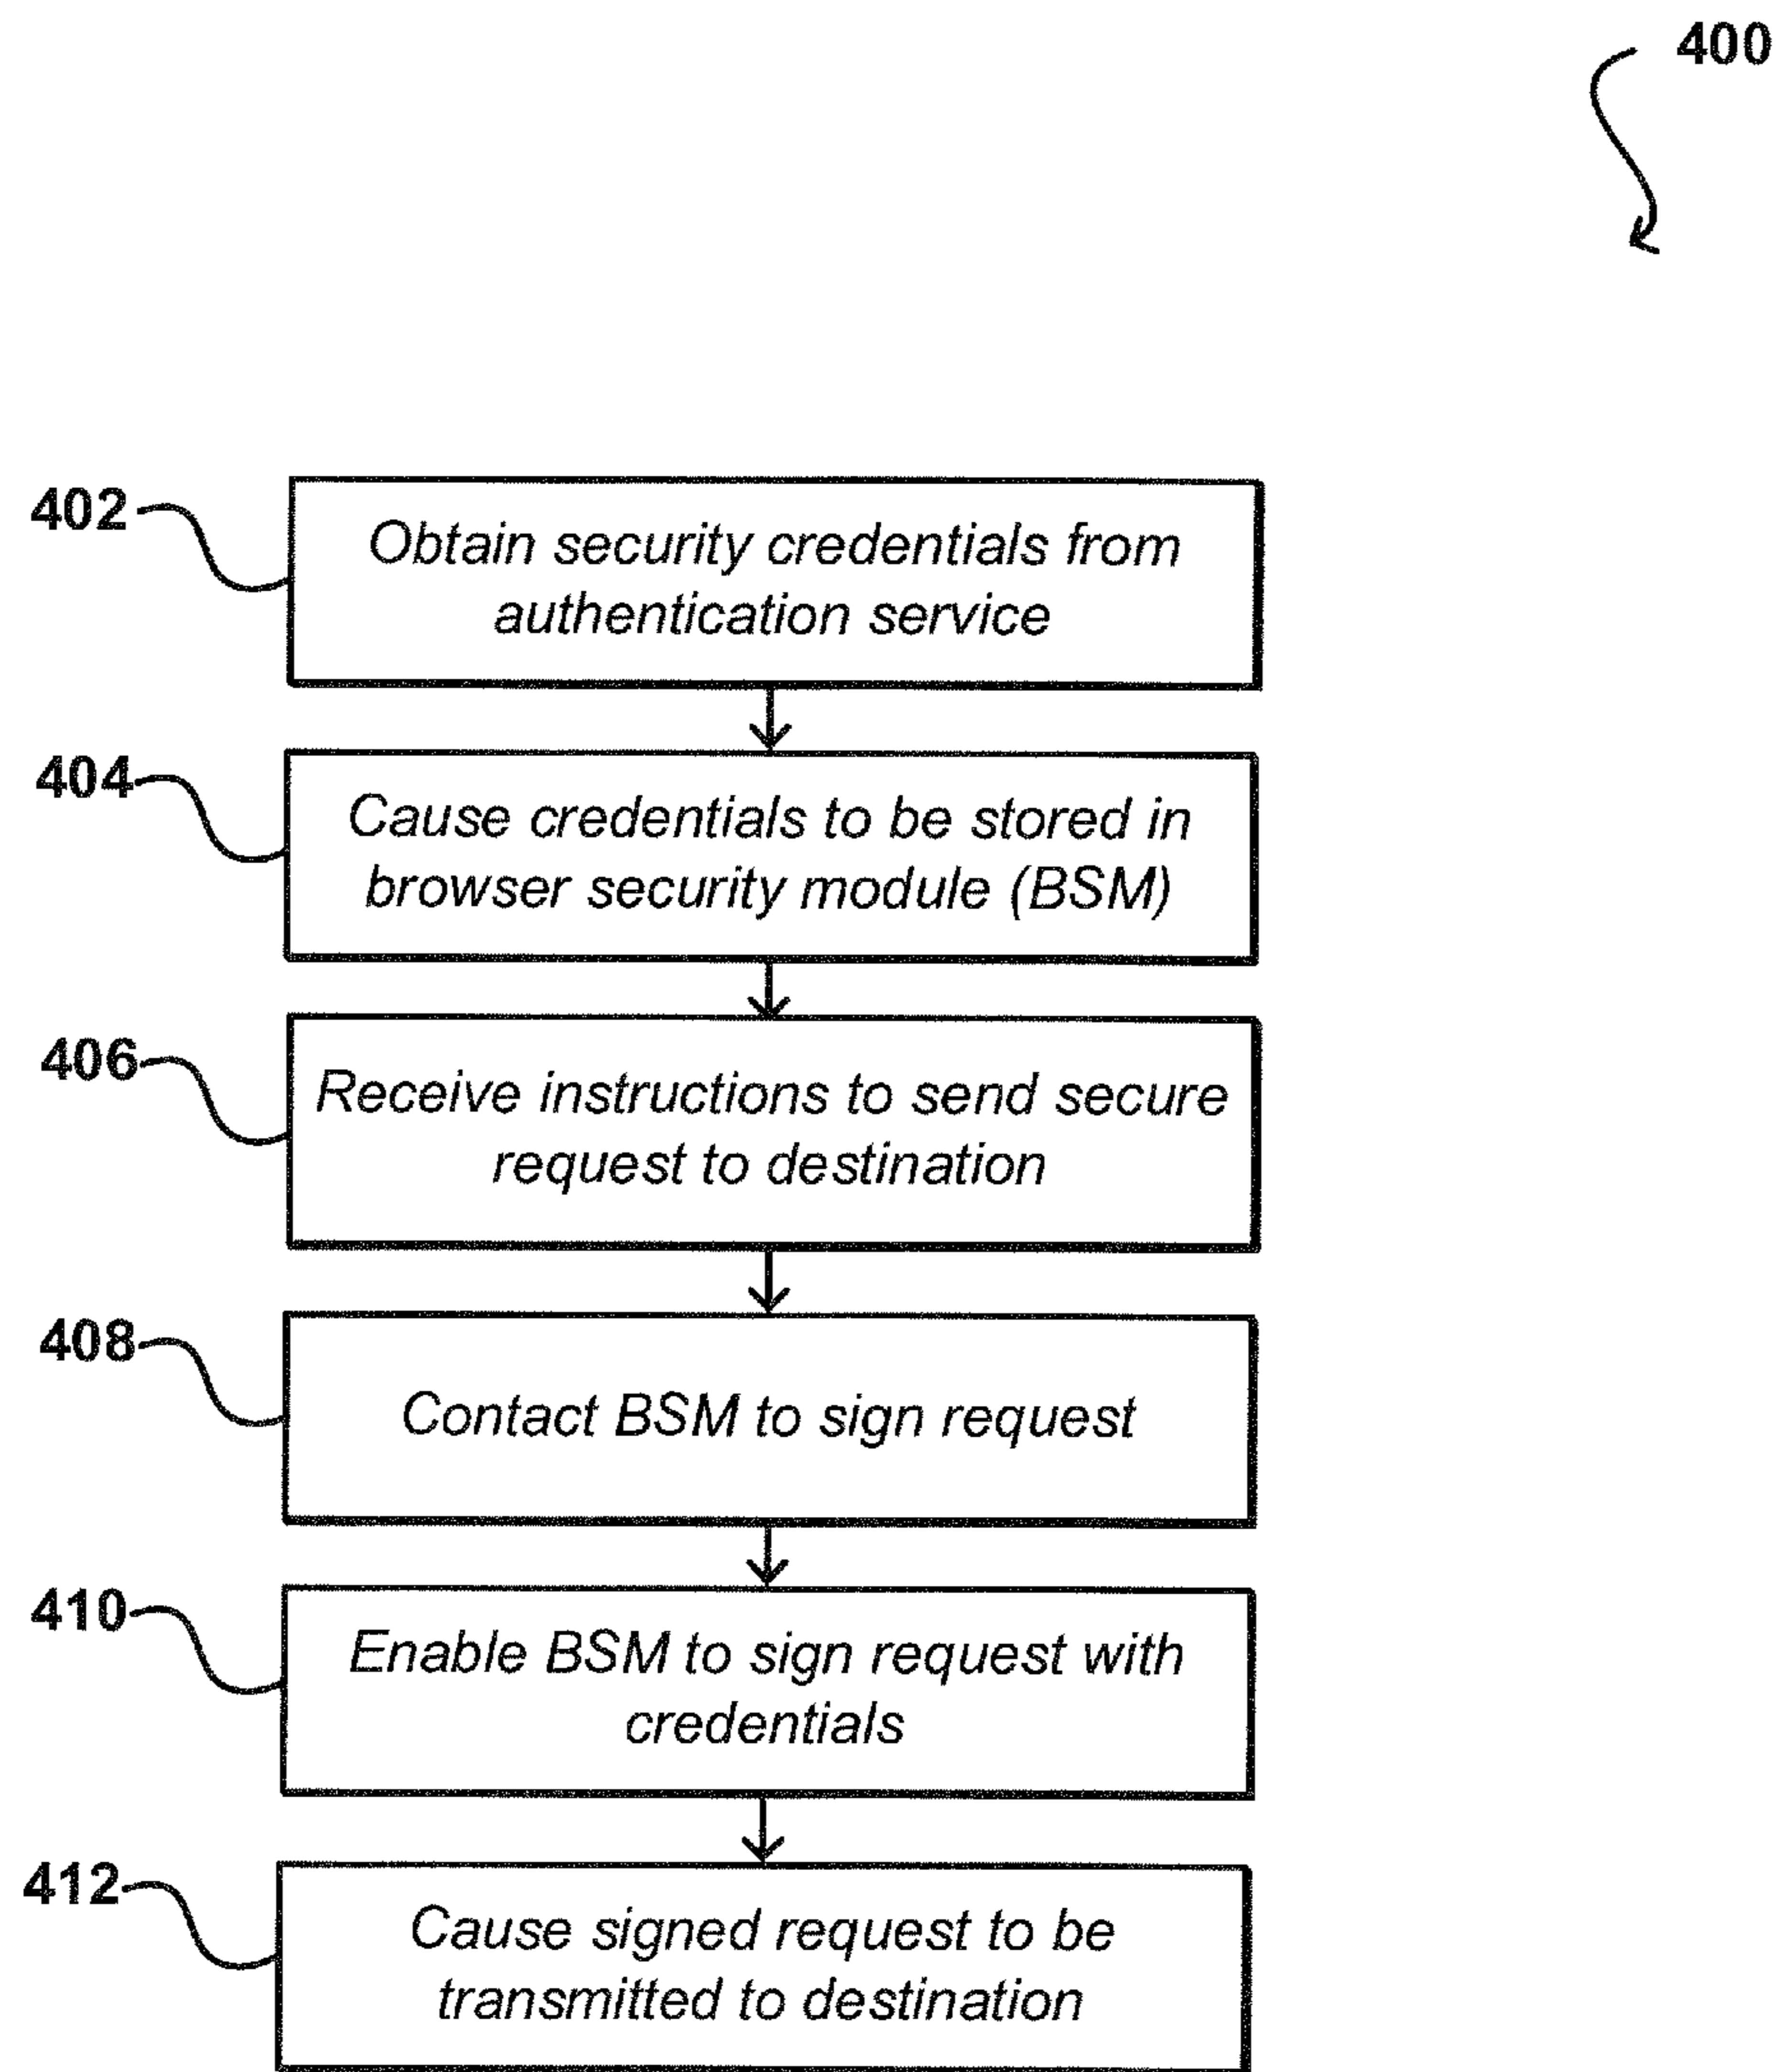 400
402
Obtain security credentials from
authentication service
404
Cause credentials to be stored in
browser security module (BSM)
406
Receive instructions to send secure
request to destination
408
Contact BSM to sign request
410
Enable BSM to sign request with
credentials
412
Cause signed request to be
transmitted to destination